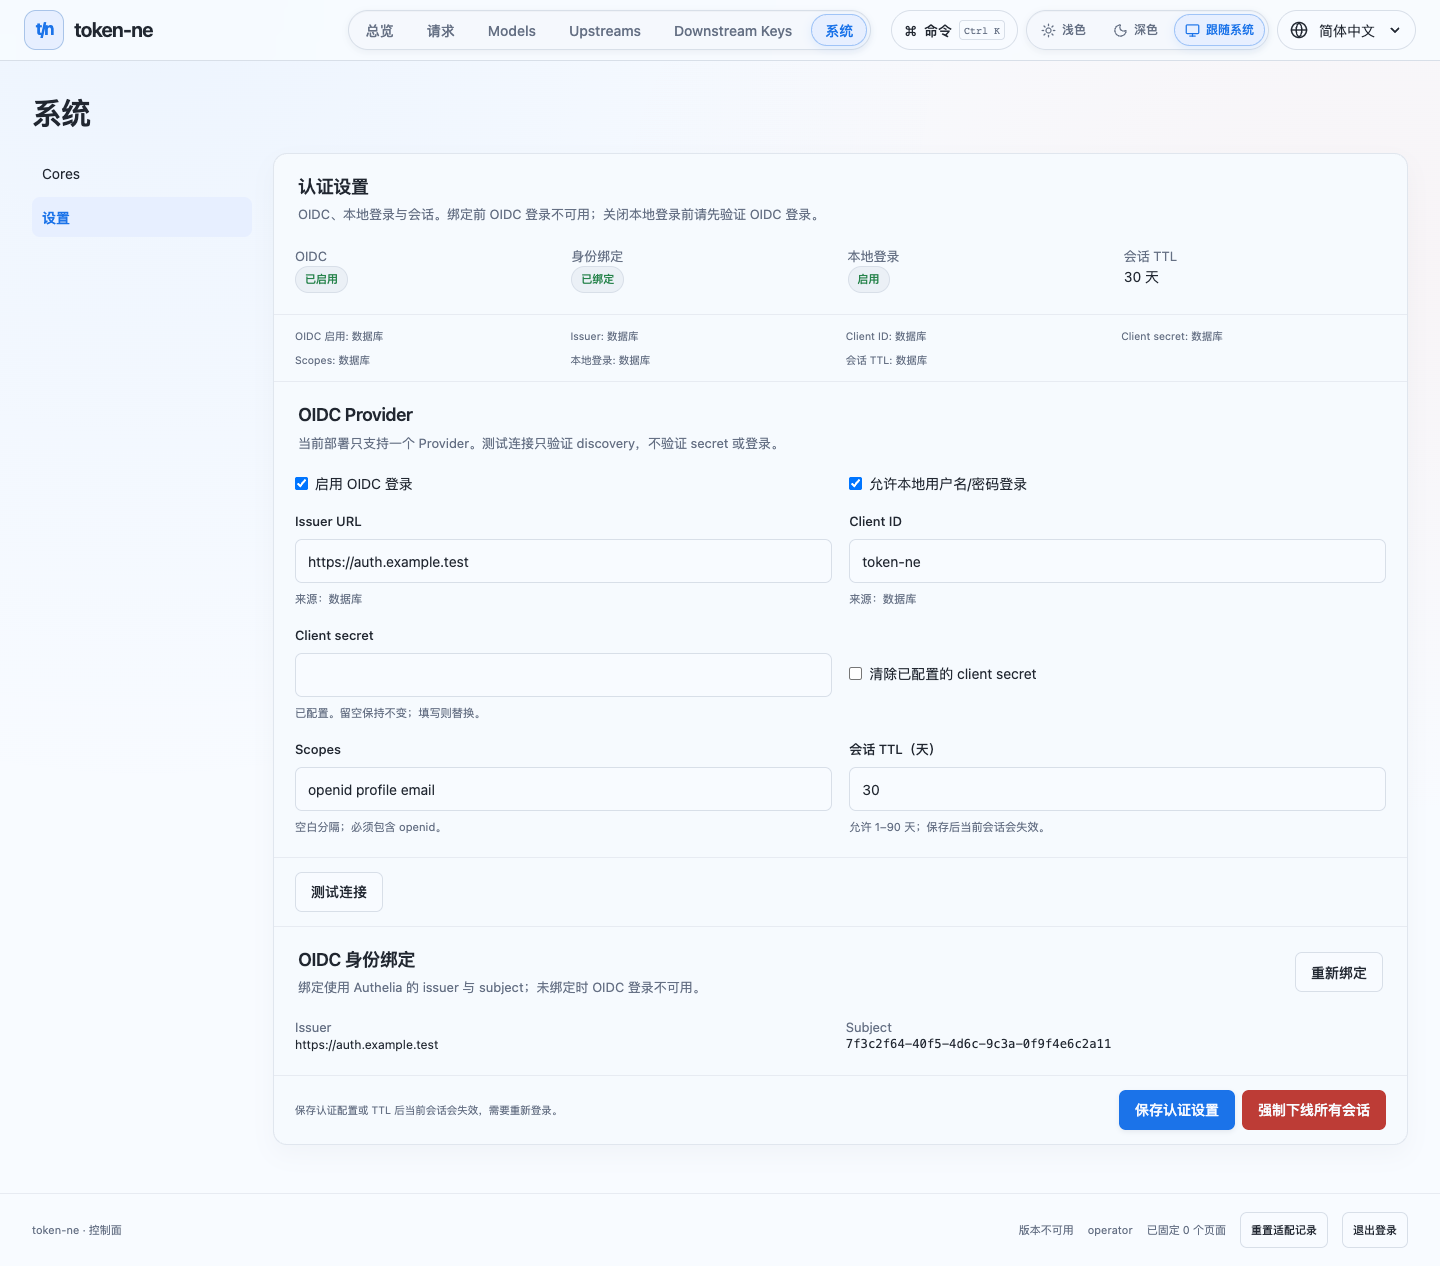 t/n token-ne 总览 请求 Models Upstreams Downstream Keys 系统 ⌘ 命令 Ctrl K 浅色 深色 跟随系统 简体中文
系统
Cores
设置
认证设置
OIDC、本地登录与会话。绑定前 OIDC 登录不可用；关闭本地登录前请先验证 OIDC 登录。
OIDC 身份绑定 本地登录 会话 TTL
已启用 已绑定 启用 30 天
OIDC 启用: 数据库 Issuer: 数据库 Client ID: 数据库 Client secret: 数据库
Scopes: 数据库 本地登录: 数据库 会话 TTL: 数据库
OIDC Provider
当前部署只支持一个 Provider。测试连接只验证 discovery，不验证 secret 或登录。
启用 OIDC 登录 允许本地用户名/密码登录
Issuer URL Client ID
https://auth.example.test token-ne
来源：数据库 来源：数据库
Client secret
清除已配置的 client secret
已配置。留空保持不变；填写则替换。
Scopes 会话 TTL（天）
openid profile email 30
空白分隔；必须包含 openid。 允许 1–90 天；保存后当前会话会失效。
测试连接
OIDC 身份绑定
绑定使用 Authelia 的 issuer 与 subject；未绑定时 OIDC 登录不可用。
重新绑定
Issuer Subject
https://auth.example.test 7f3c2f64-40f5-4d6c-9c3a-0f9f4e6c2a11
保存认证配置或 TTL 后当前会话会失效，需要重新登录。 保存认证设置 强制下线所有会话
token-ne · 控制面 版本不可用 operator 已固定 0 个页面 重置适配记录 退出登录